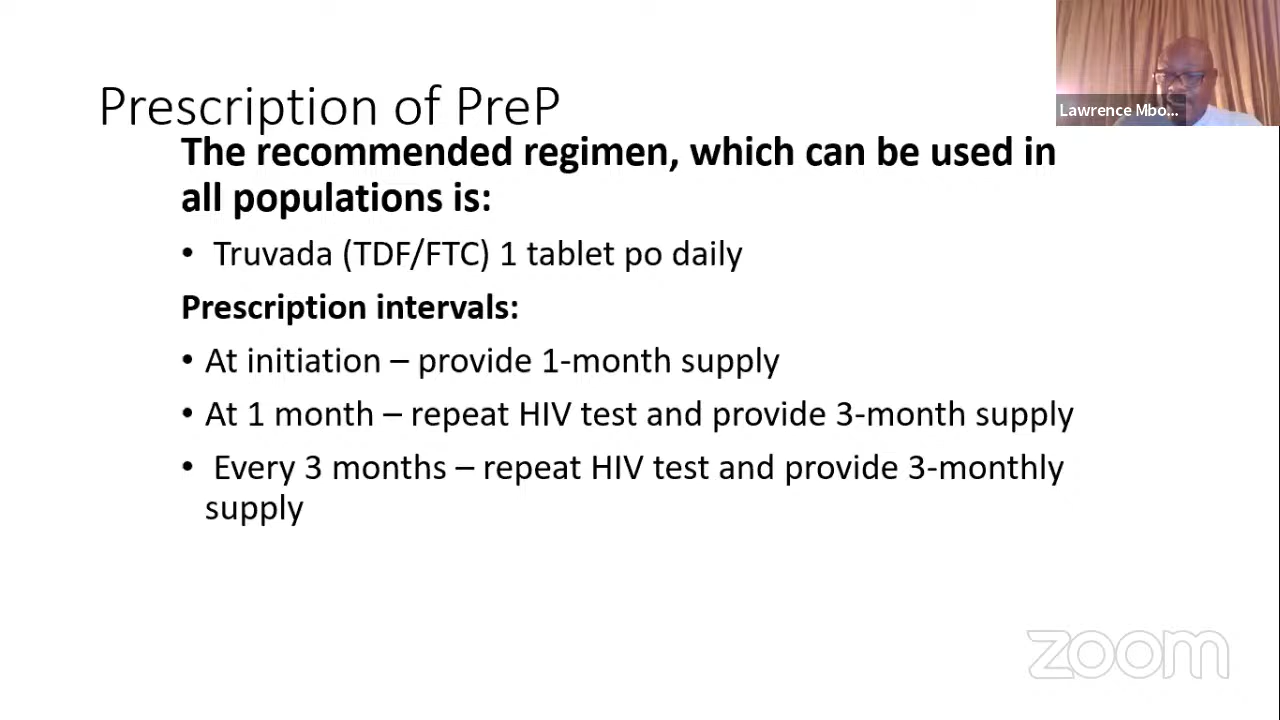 Lawrence Mbo...
Prescription of PreP
The recommended regimen, which can be used in
all populations is:
• Truvada (TDF/FTC) 1 tablet po daily
Prescription intervals:
• At initiation – provide 1-month supply
• At 1 month – repeat HIV test and provide 3-month supply
• Every 3 months – repeat HIV test and provide 3-monthly
supply
zoom